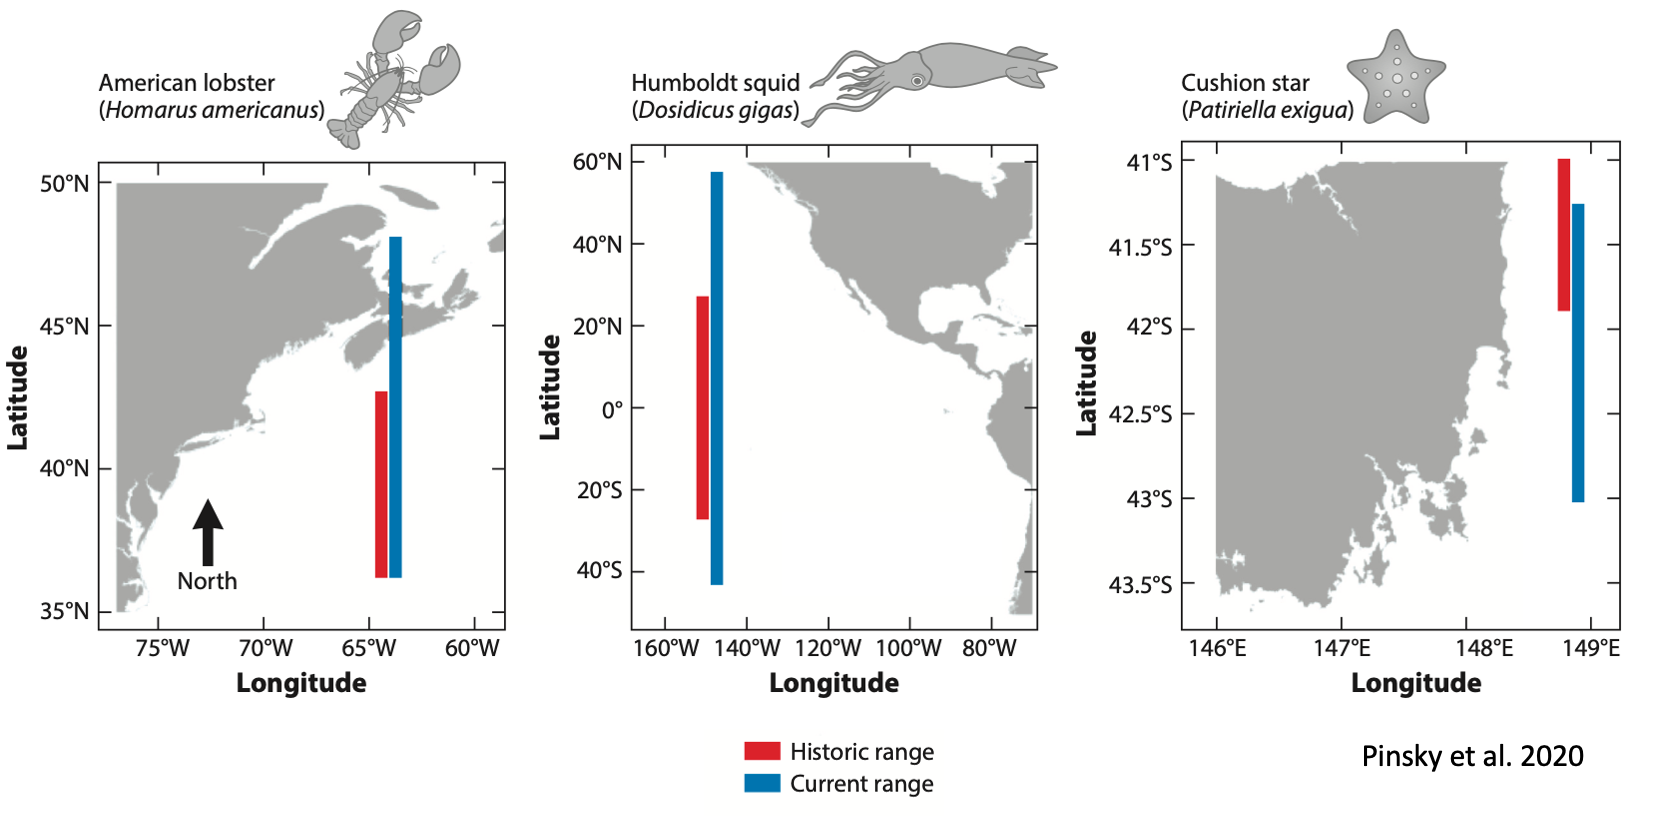 American lobster
(Homarus americanus)
50°N
45°N
40°N
35°N
Latitude
North
75°W 70°W 65°W 60°W
Longitude
Humboldt squid
(Dosidicus gigas)
60°N
40°N
20°N
0°
20°S
40°S
Latitude
160°W 140°W 120°W 100°W 80°W
Longitude
Cushion star
(Patiriella exigua)
41°S
41.5°S
42°S
42.5°S
43°S
43.5°S
Latitude
146°E 147°E 148°E 149°E
Longitude
Historic range
Current range
Pinsky et al. 2020